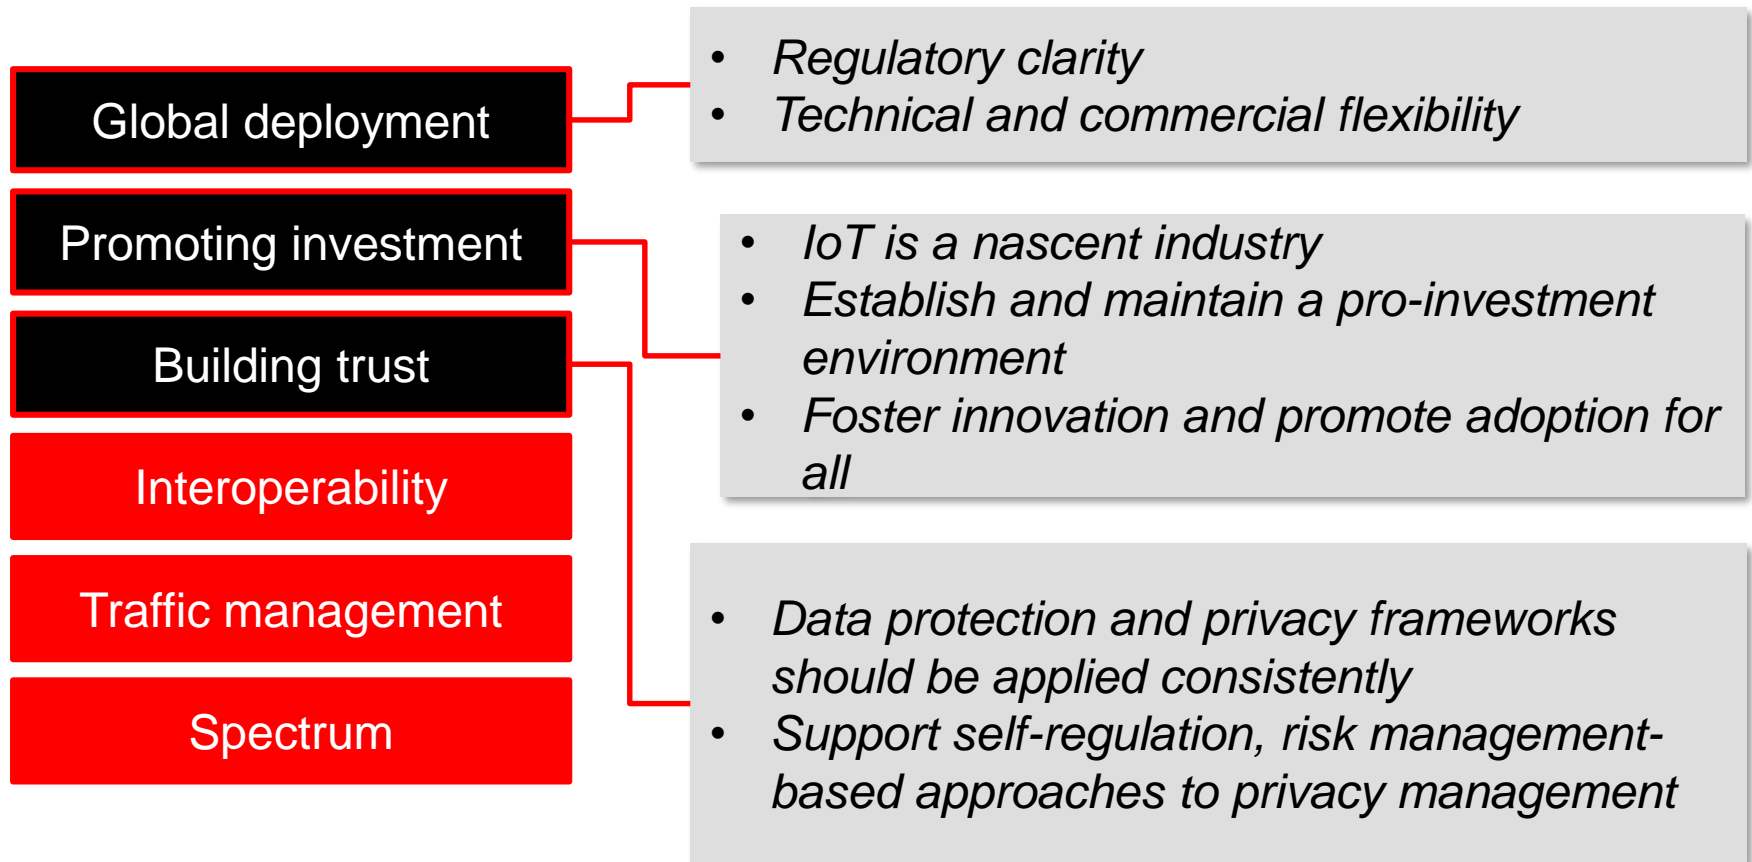 Global deployment
• Regulatory clarity
• Technical and commercial flexibility
Promoting investment
• IoT is a nascent industry
• Establish and maintain a pro-investment
environment
• Foster innovation and promote adoption for
all
Building trust
• Data protection and privacy frameworks
should be applied consistently
• Support self-regulation, risk management-
based approaches to privacy management
Interoperability
Traffic management
Spectrum